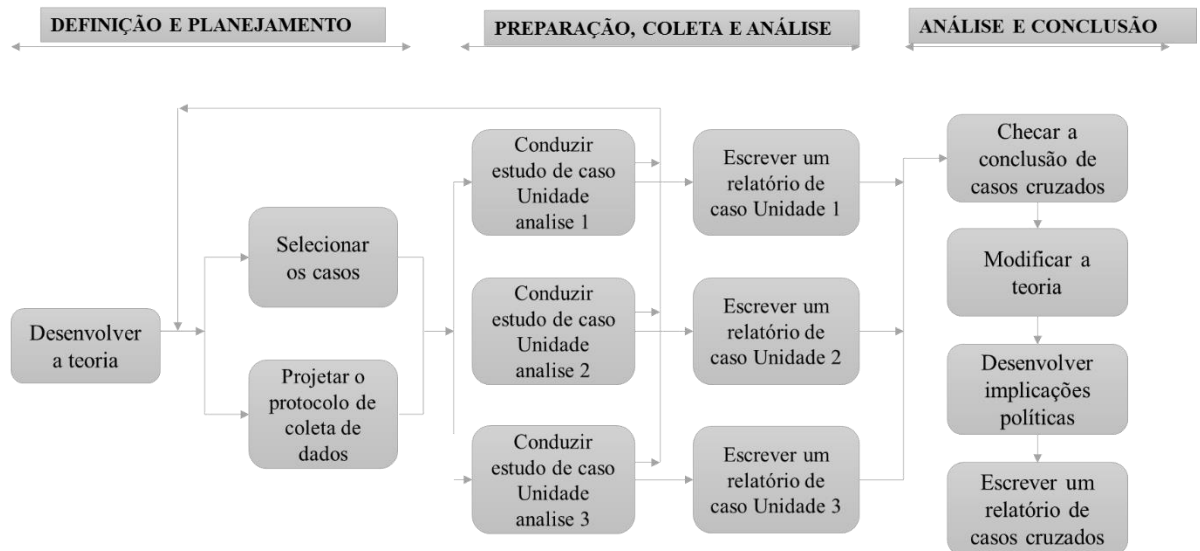 DEFINIÇÃO E PLANEJAMENTO
PREPARAÇÃO, COLETA E ANÁLISE
ANÁLISE E CONCLUSÃO
Desenvolver
a teoria
Selecionar
os casos
Projetar o
protocolo de
coleta de
dados
Conduzir
estudo de caso
Unidade
analise 1
Conduzir
estudo de caso
Unidade
analise 2
Conduzir
estudo de caso
Unidade
analise 3
Escrever um
relatório de
caso Unidade 1
Escrever um
relatório de
caso Unidade 2
Escrever um
relatório de
caso Unidade 3
Checar a
conclusão de
casos cruzados
Modificar a
teoria
Desenvolver
implicações
políticas
Escrever um
relatório de
casos cruzados